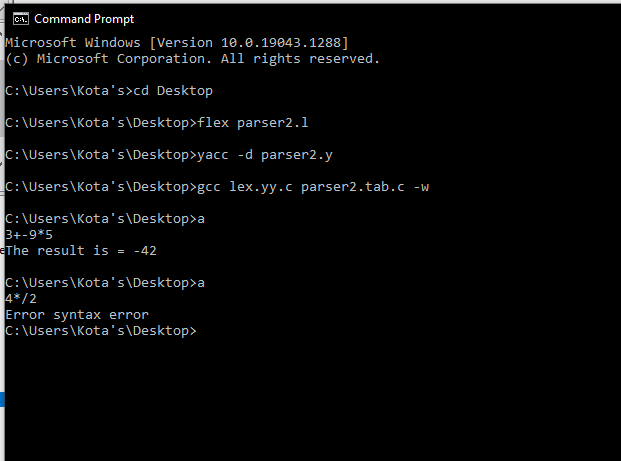 Command Prompt
Microsoft Windows [Version 10.0.19043.1288]
(c) Microsoft Corporation. All rights reserved.
C:\Users\Kota's>cd Desktop
C:\Users\Kota's\Desktop>flex parser2.l
C:\Users\Kota's\Desktop>yacc -d parser2.y
C:\Users\Kota's\Desktop>gcc lex.yy.c parser2.tab.c -w
C:\Users\Kota's\Desktop>a
3+-9*5
The result is = -42
C:\Users\Kota's\Desktop>a
4*/2
Error syntax error
C:\Users\Kota's\Desktop>